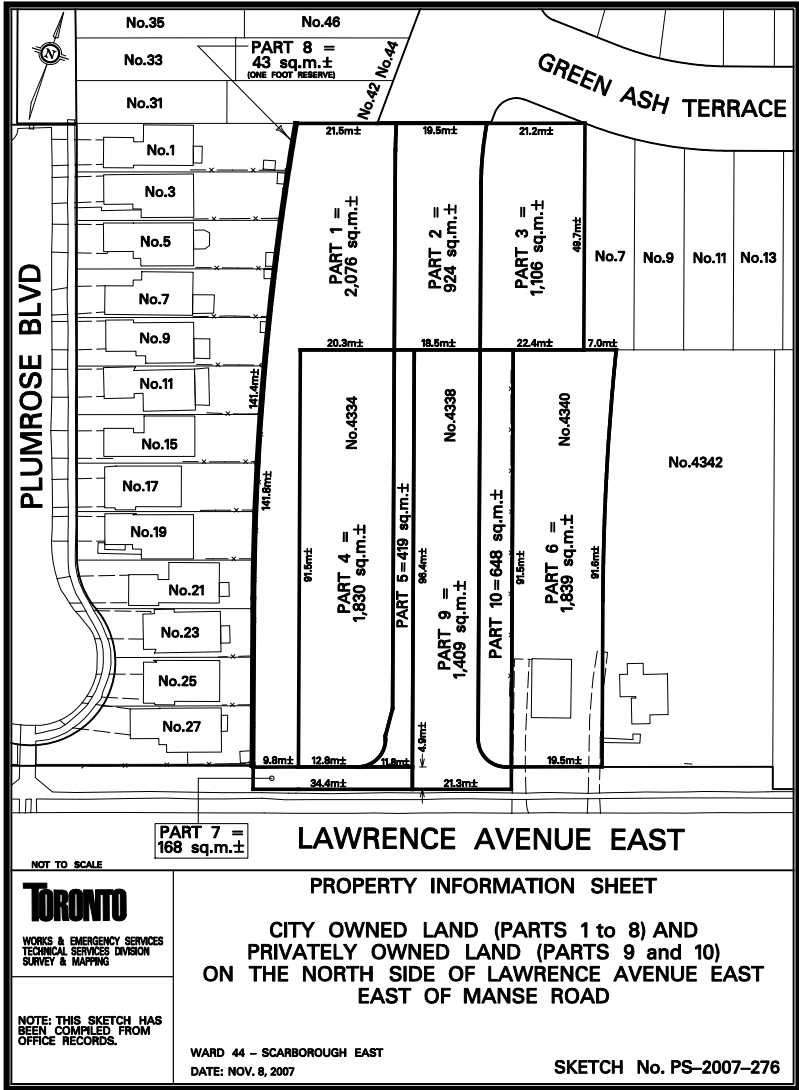 No.35
No.46
No.33
PART 8 =
43 sq.m.±
(ONE FOOT RESERVE)
No.42 No.44
No.31
GREEN ASH TERRACE
N
21.5m±
19.5m±
21.2m±
No.1
No.3
No.5
No.7
No.9
No.11
No.15
No.17
No.19
No.21
No.23
No.25
No.27
PLUMROSE BLVD
PART 1 =
2,076 sq.m.±
PART 2 =
924 sq.m.±
PART 3 =
1,106 sq.m.±
49.7m±
No.7
No.9
No.11
No.13
20.3m±
18.5m±
22.4m±
7.0m±
141.4m±
141.8m±
No.4334
No.4338
No.4340
No.4342
91.5m±
PART 4 =
1,830 sq.m.±
PART 5=419 sq.m.±
96.4m±
PART 9 =
1,409 sq.m.±
PART 10=648 sq.m.±
91.5m±
PART 6 =
1,839 sq.m.±
91.6m±
4.9m±
9.8m±
12.8m±
11.8m±
19.5m±
34.4m±
21.3m±
PART 7 =
168 sq.m.±
LAWRENCE AVENUE EAST
NOT TO SCALE
TORONTO
WORKS & EMERGENCY SERVICES
TECHNICAL SERVICES DIVISION
SURVEY & MAPPING
NOTE: THIS SKETCH HAS
BEEN COMPILED FROM
OFFICE RECORDS.
PROPERTY INFORMATION SHEET
CITY OWNED LAND (PARTS 1 to 8) AND
PRIVATELY OWNED LAND (PARTS 9 and 10)
ON THE NORTH SIDE OF LAWRENCE AVENUE EAST
EAST OF MANSE ROAD
WARD 44 – SCARBOROUGH EAST
DATE: NOV. 8, 2007
SKETCH No. PS–2007–276